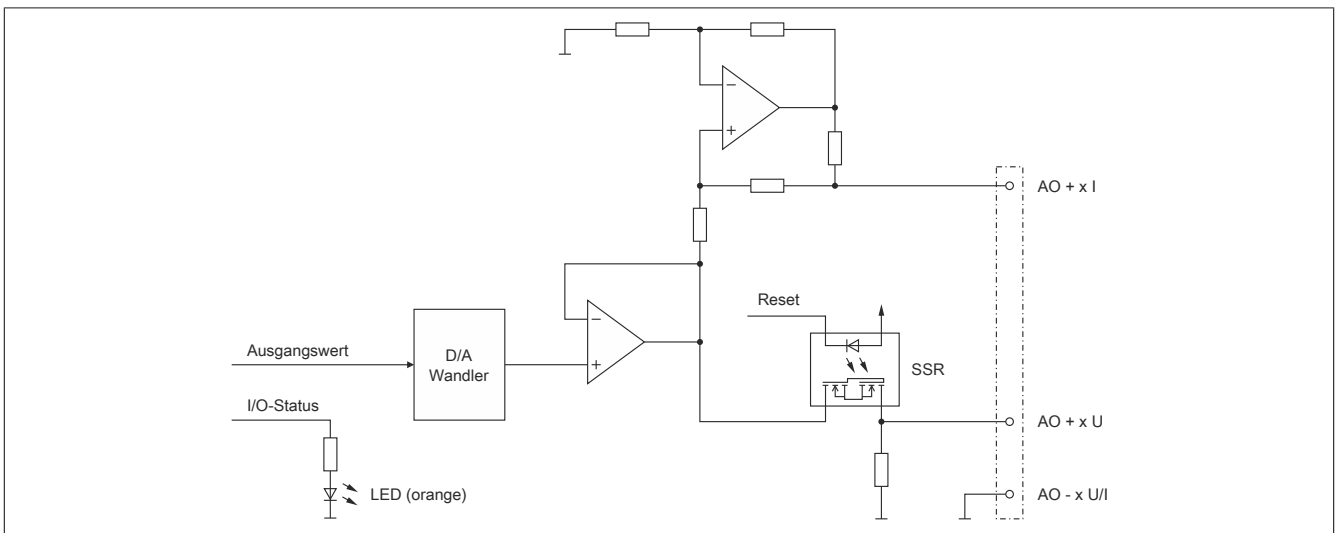 AO + x I
Reset
Ausgangswert
D/A
Wandler
SSR
I/O-Status
AO + x U
LED (orange)
AO - x U/I